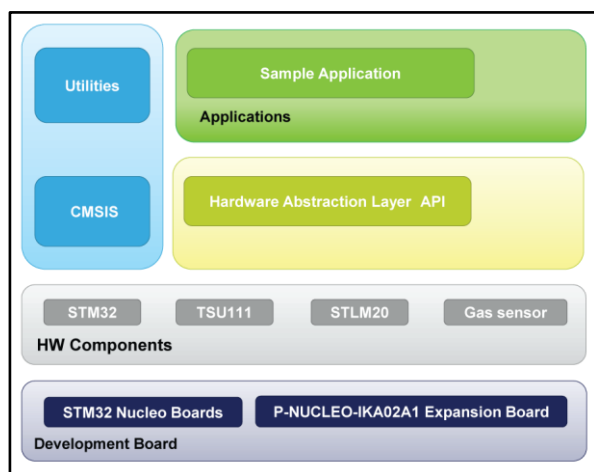 Utilities
Sample Application
Applications
CMSIS
Hardware Abstraction Layer API
STM32
TSU111
STLM20
Gas sensor
HW Components
STM32 Nucleo Boards
P-NUCLEO-IKA02A1 Expansion Board
Development Board